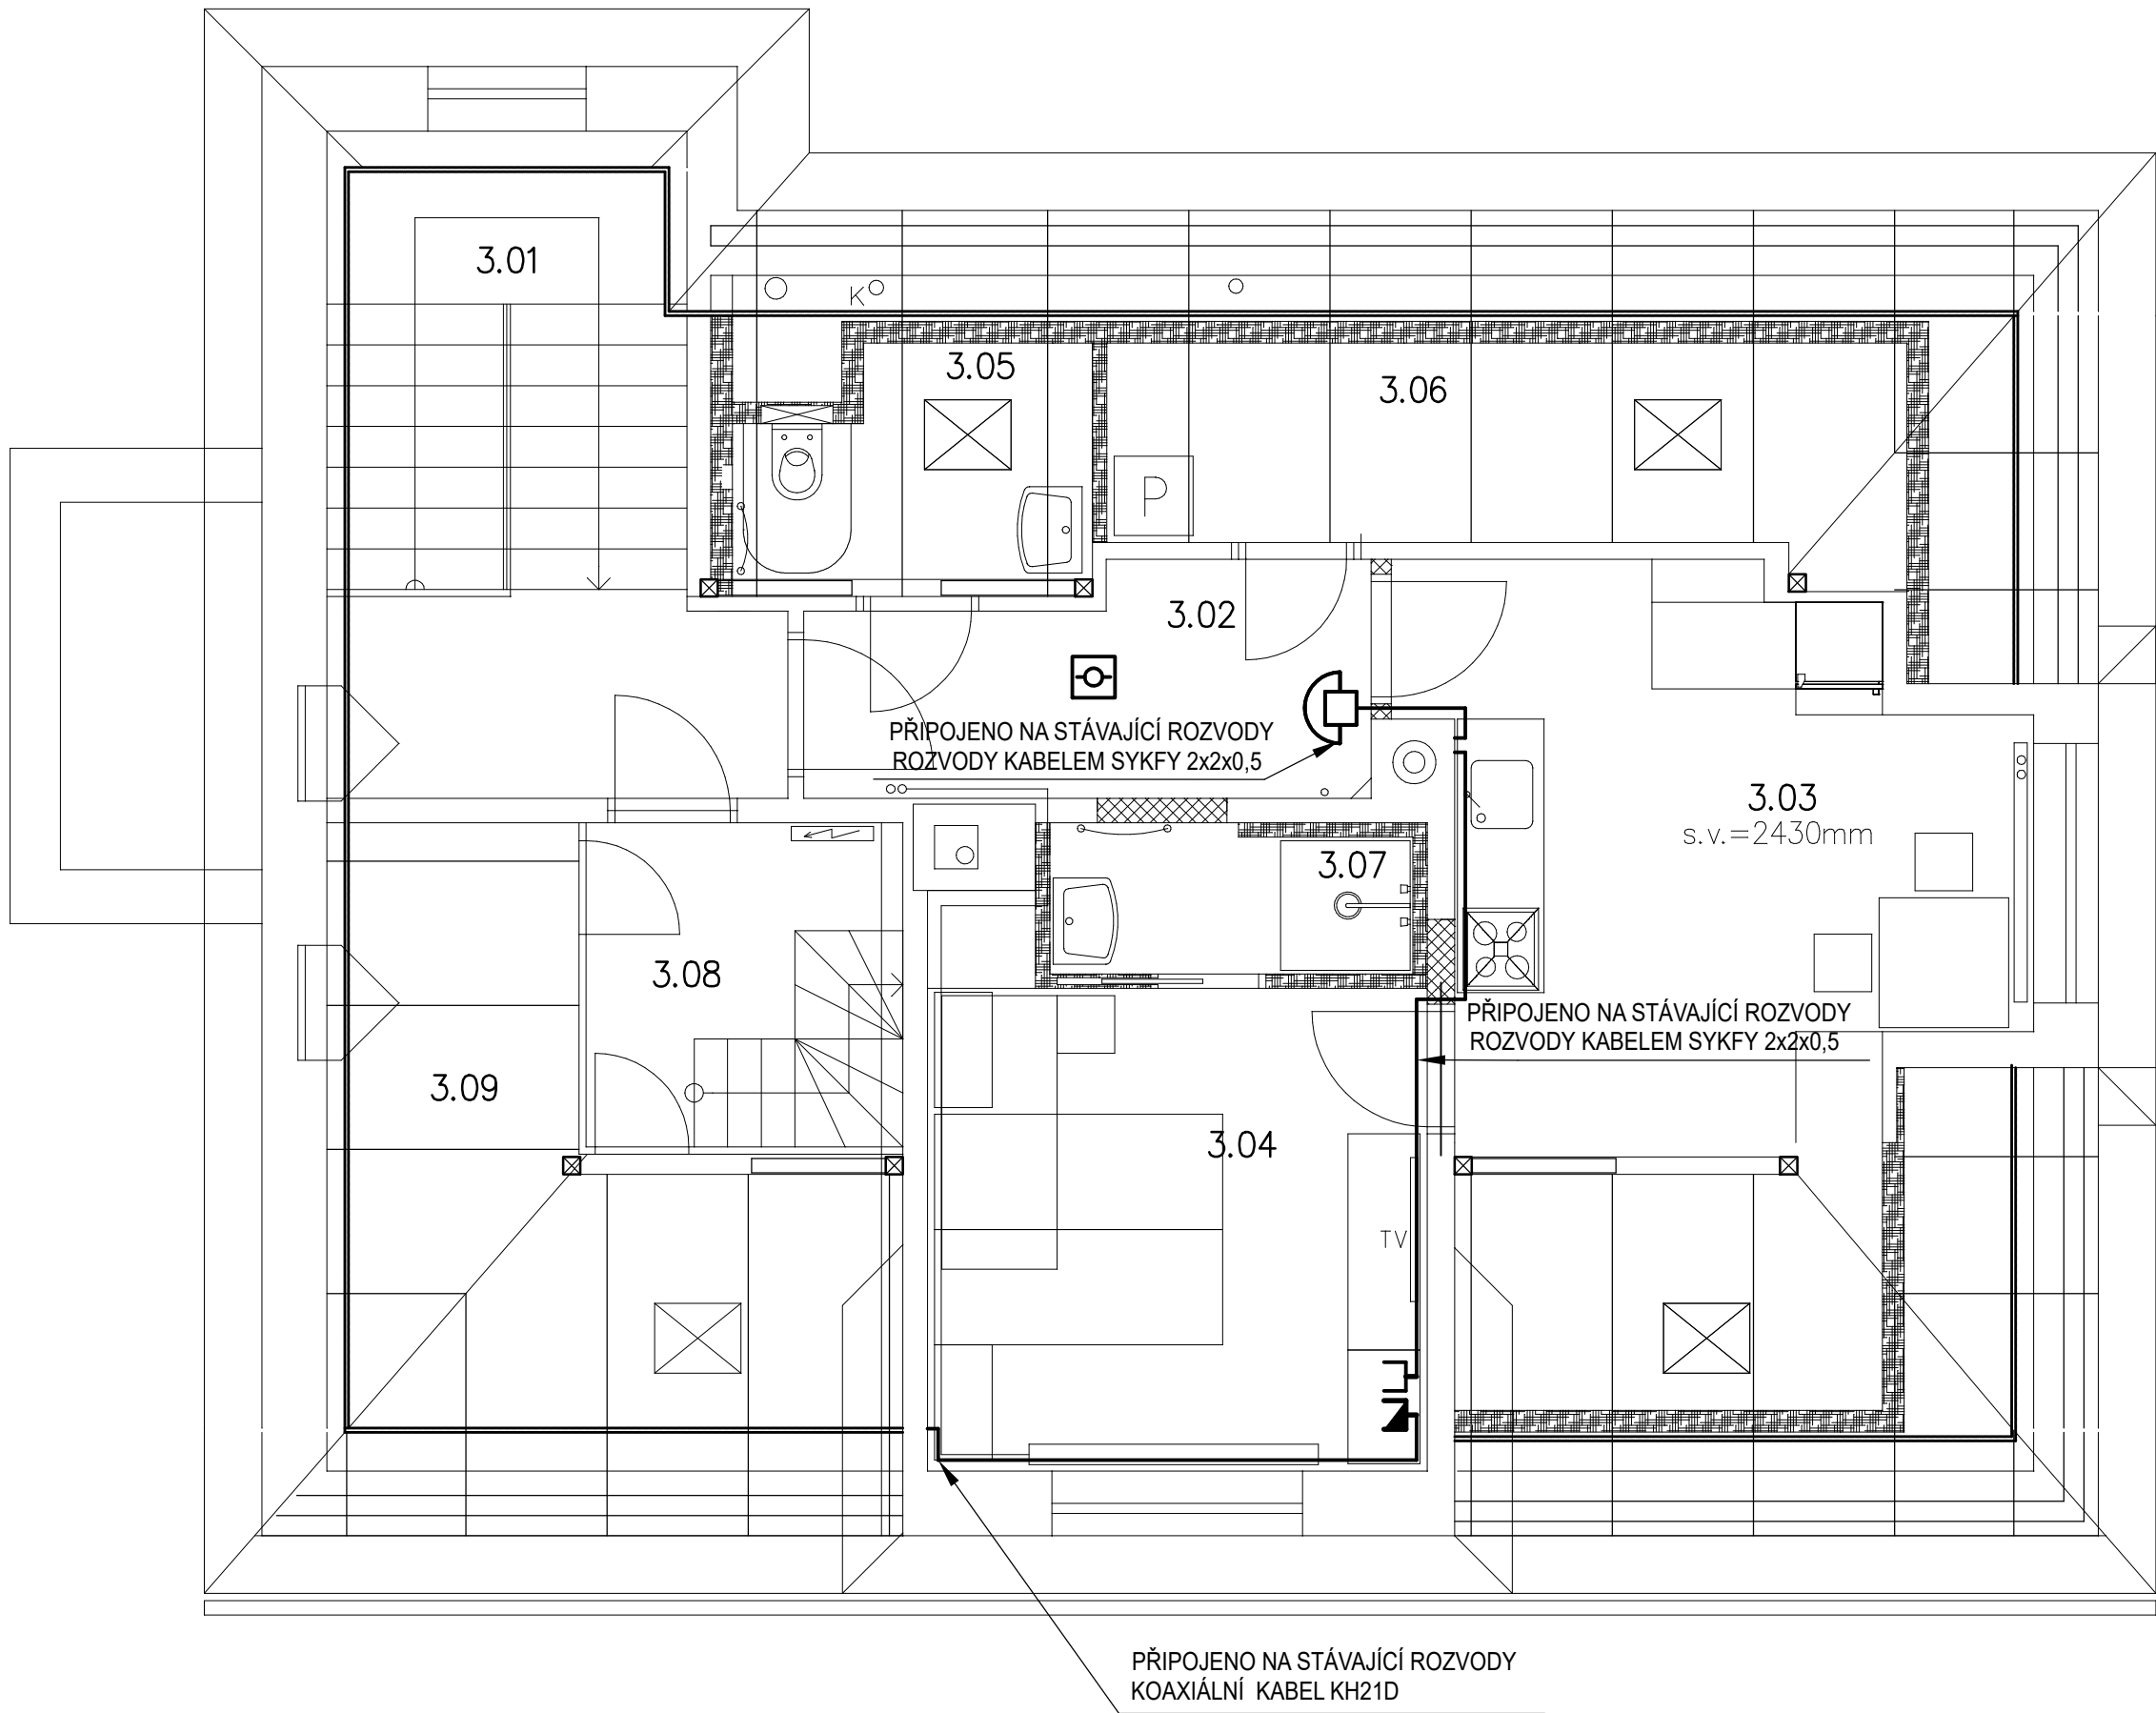 3.01
K
3.05
3.06
P
3.02
PŘIPOJENO NA STÁVAJÍCÍ ROZVODY
ROZVODY KABELEM SYKFY 2x2x0,5
3.03
s.v.=2430mm
3.07
3.08
PŘIPOJENO NA STÁVAJÍCÍ ROZVODY
ROZVODY KABELEM SYKFY 2x2x0,5
3.09
3.04
TV
PŘIPOJENO NA STÁVAJÍCÍ ROZVODY
KOAXIÁLNÍ KABEL KH21D